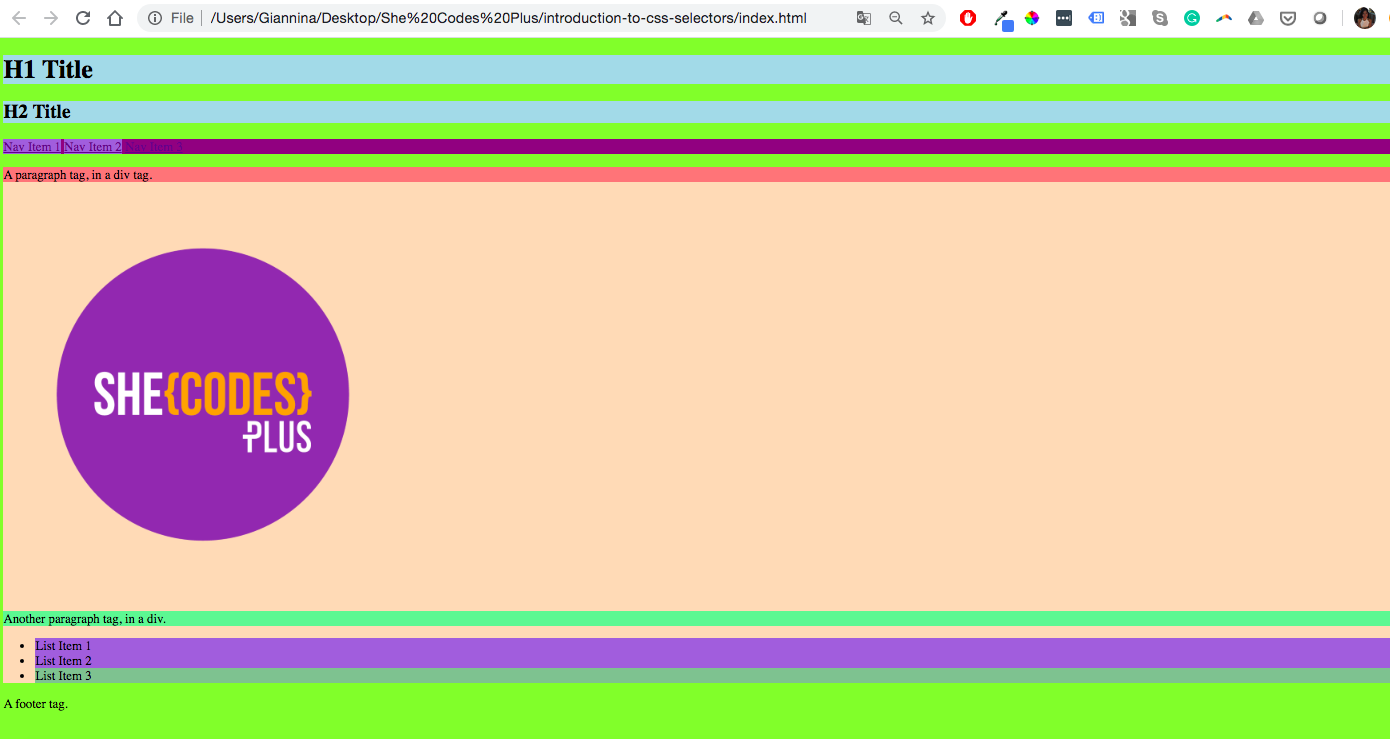 File /Users/Giannina/Desktop/She%20Codes%20Plus/introduction-to-css-selectors/index.html
H1 Title
H2 Title
Nav Item 1 Nav Item 2 Nav Item 3
A paragraph tag, in a div tag.
SHE{CODES}
PLUS
Another paragraph tag, in a div.
• List Item 1
• List Item 2
• List Item 3
A footer tag.